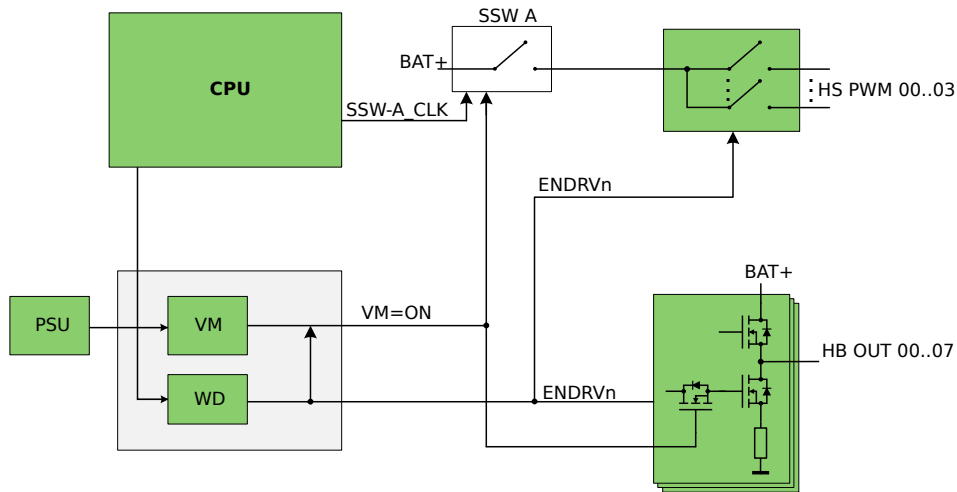 SSW A
BAT+
CPU
HS PWM 00..03
SSW-A_CLK
ENDRVn
BAT+
PSU
VM
VM=ON
HB OUT 00..07
WD
ENDRVn